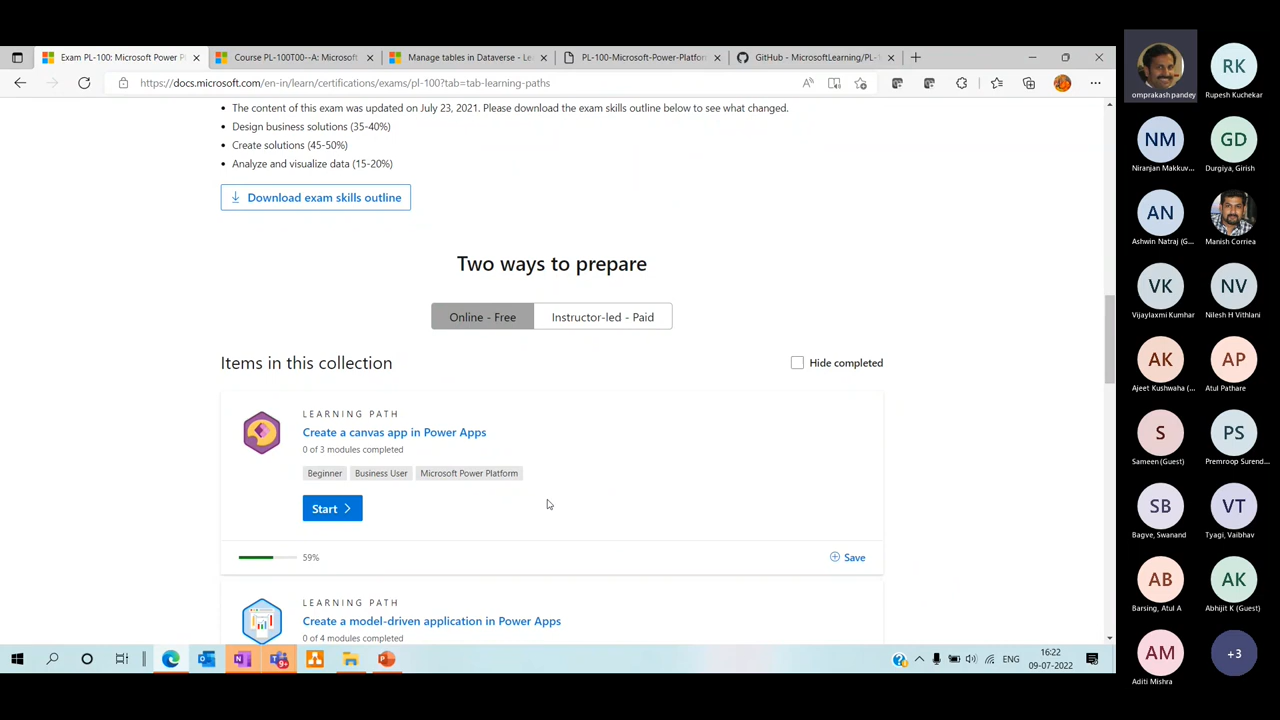 Exam PL-100: Microsoft Power P
Course PL-100T00--A: Microsof
Manage tables in Dataverse - Le
PL-100-Microsoft-Power-Platfor
GitHub - MicrosoftLearning/PL-1
https://docs.microsoft.com/en-in/learn/certifications/exams/pl-100?tab=tab-learning-paths
The content of this exam was updated on July 23, 2021. Please download the exam skills outline below to see what changed.
Design business solutions (35-40%)
Create solutions (45-50%)
Analyze and visualize data (15-20%)
Download exam skills outline
Two ways to prepare
Online - Free
Instructor-led - Paid
Items in this collection
Hide completed
LEARNING PATH
Create a canvas app in Power Apps
0 of 3 modules completed
Beginner
Business User
Microsoft Power Platform
Start
59%
Save
LEARNING PATH
Create a model-driven application in Power Apps
0 of 4 modules completed
9+
ENG
16:22
09-07-2022
omprakash pandey
RK
Rupesh Kuchekar
NM
Niranjan Makkuv...
GD
Durgiya, Girish
AN
Ashwin Natraj (G...
Manish Corriea
VK
Vijaylaxmi Kumhar
NV
Nilesh H Vithlani
AK
Ajeet Kushwaha (...
AP
Atul Pathare
S
Sameen (Guest)
PS
Premroop Surend...
SB
Bagve, Swanand
VT
Tyagi, Vaibhav
AB
Barsing, Atul A
AK
Abhijit K (Guest)
AM
Aditi Mishra
+3